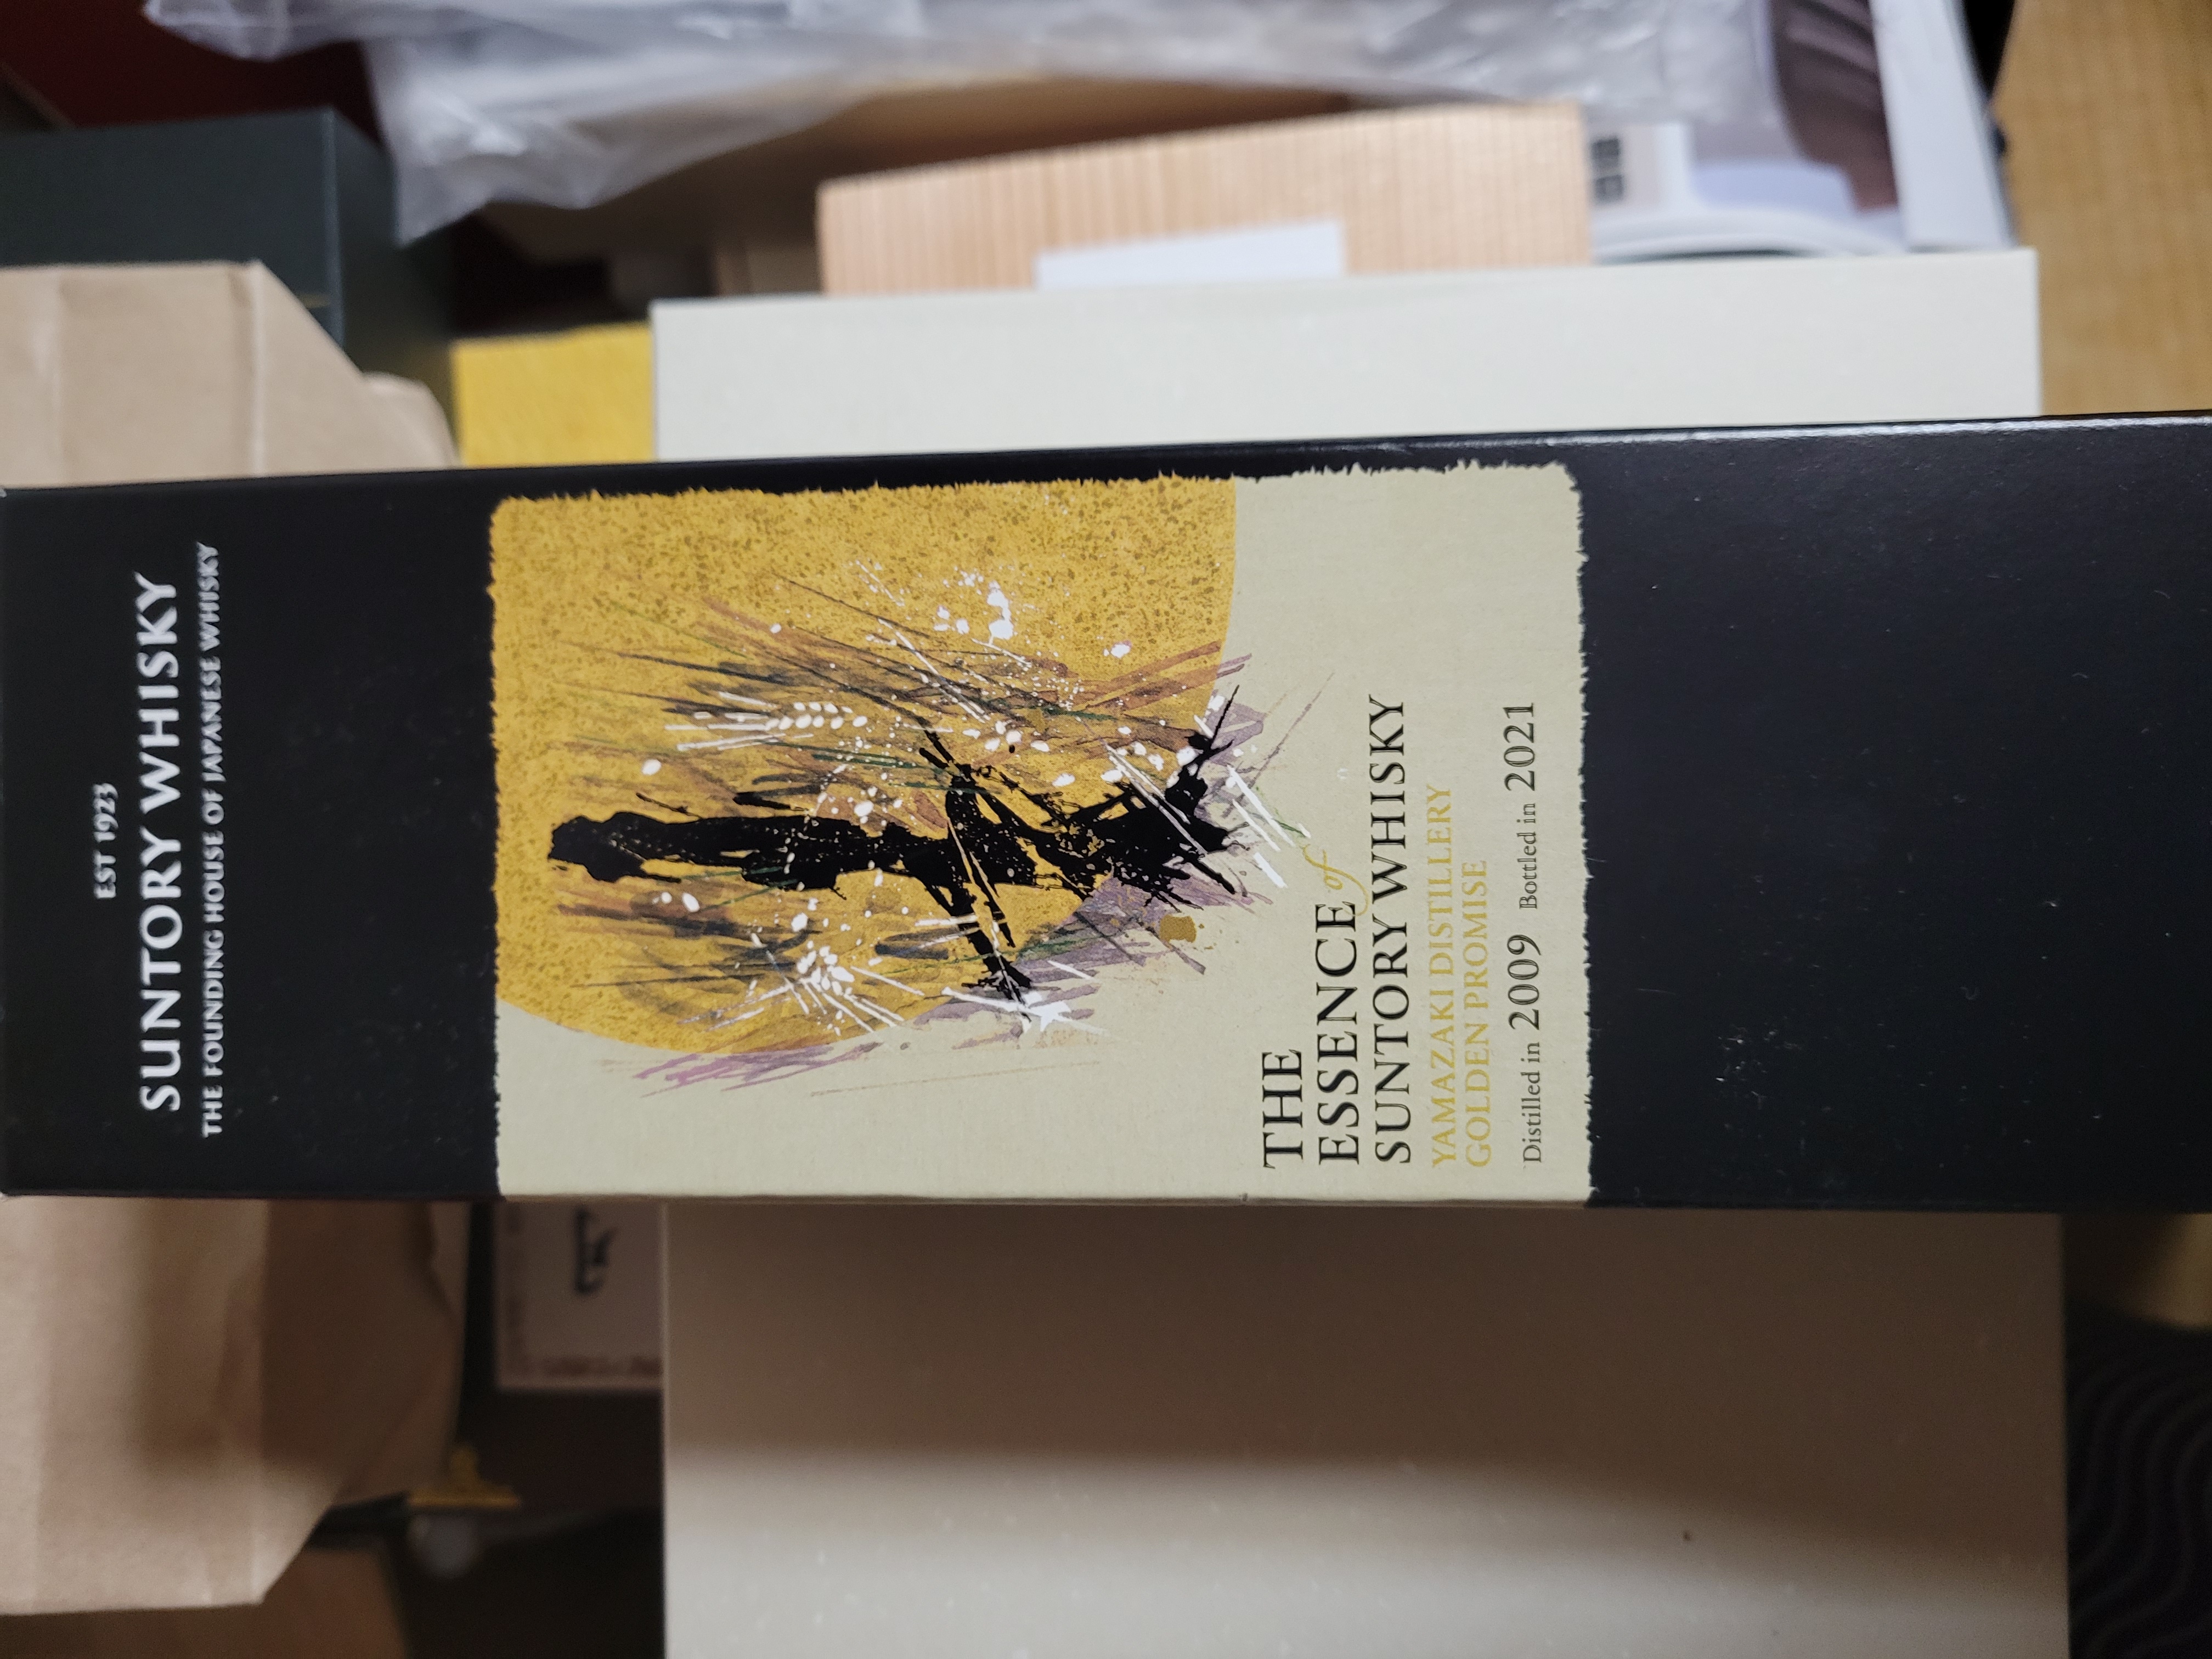 EST 1923
SUNTORY WHISKY
THE FOUNDING HOUSE OF JAPANESE WHISKY
THE
ESSENCE of
SUNTORY WHISKY
YAMAZAKI DISTILLERY
GOLDEN PROMISE
Distilled in 2009 Bottled in 2021